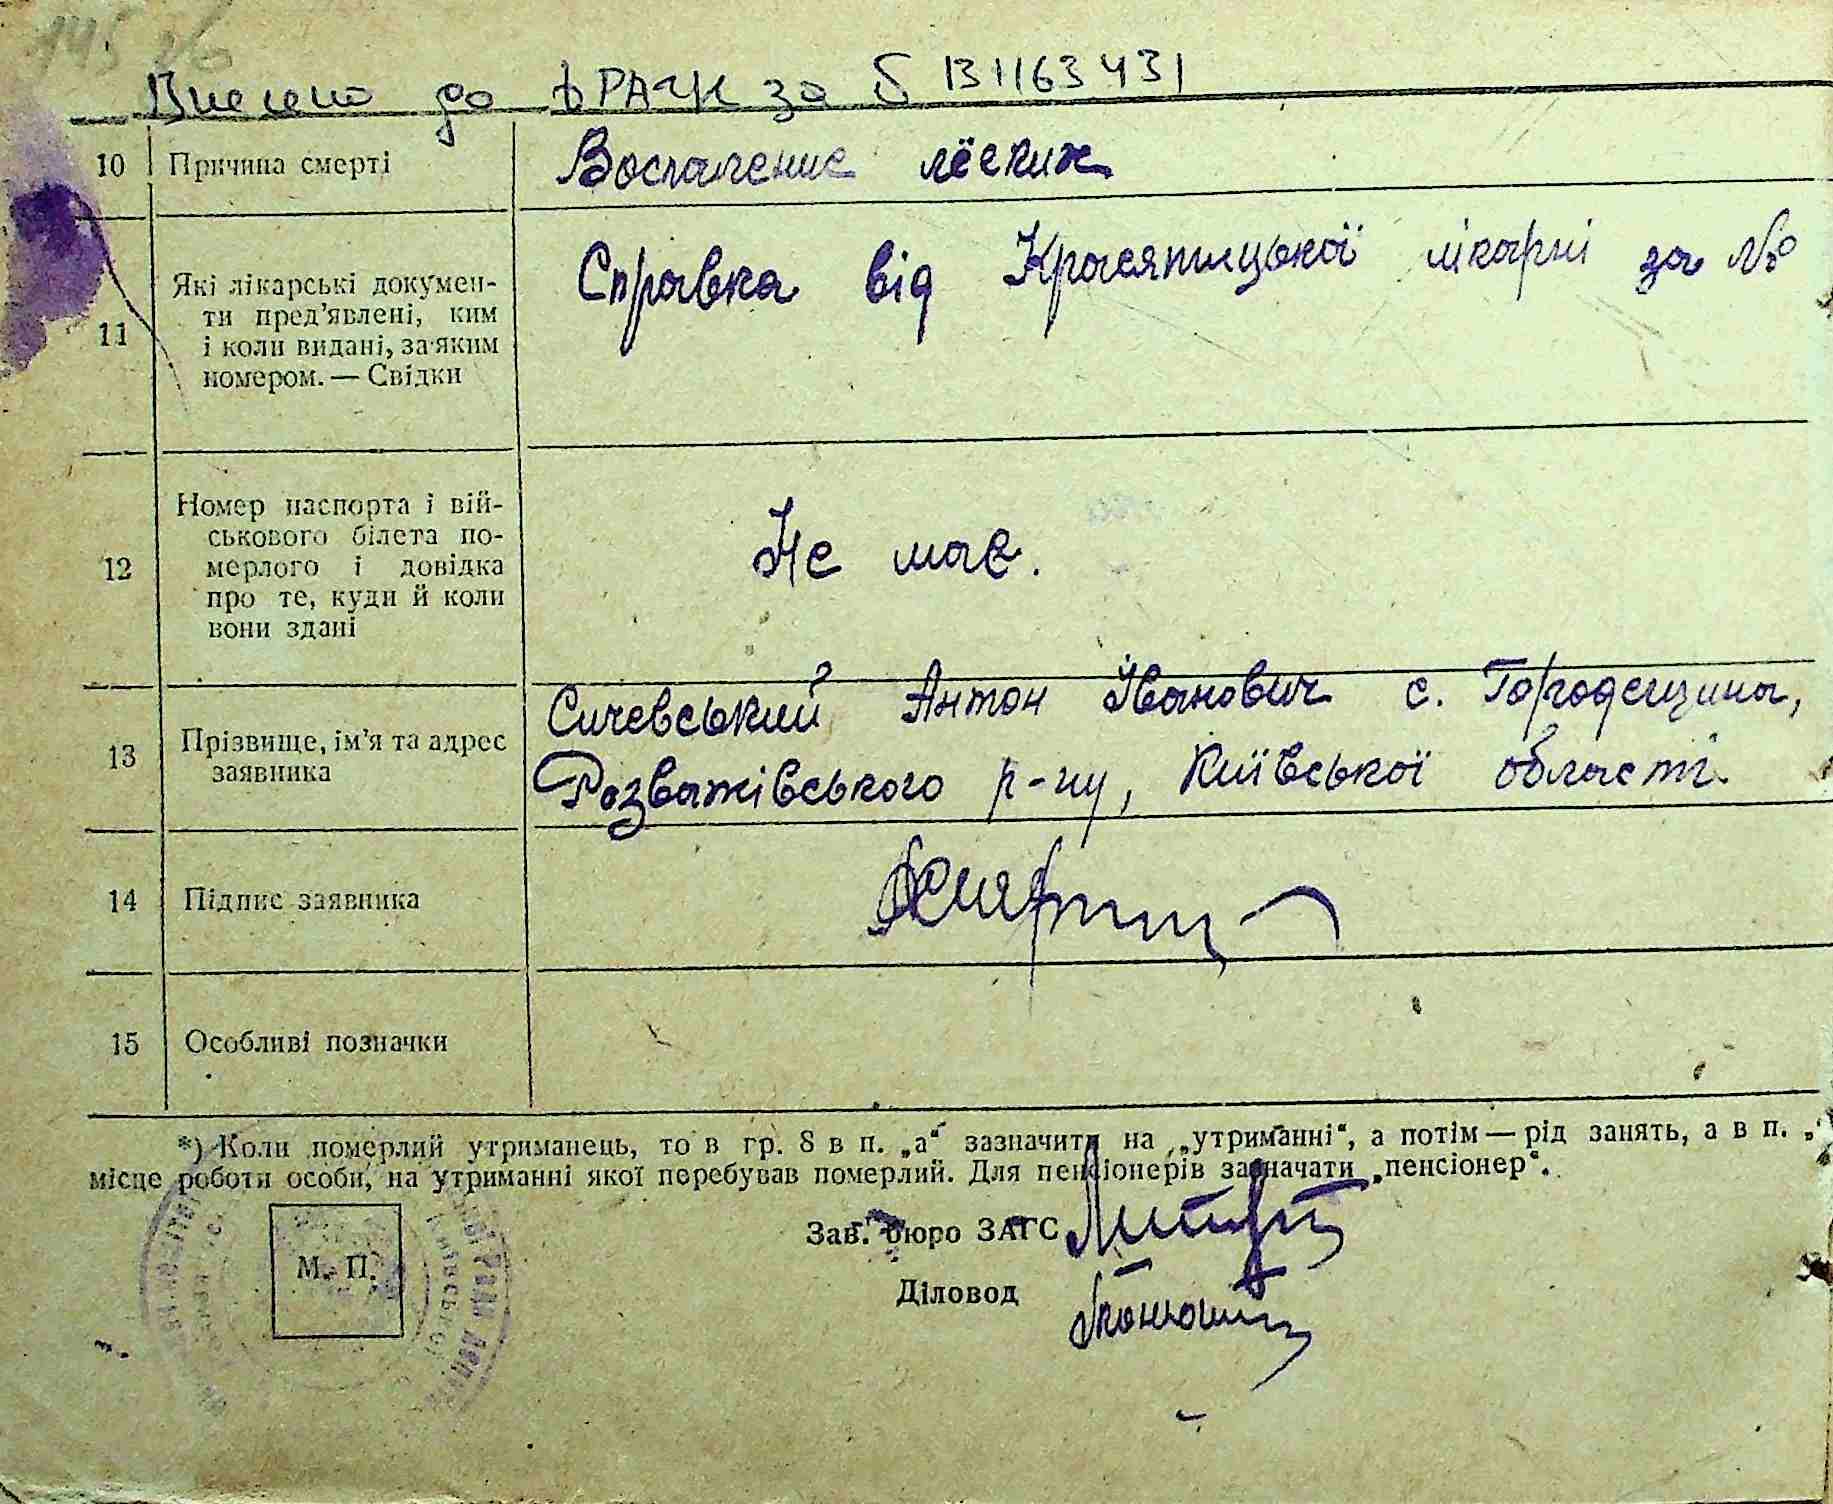 145
Внесено до ДРАЦС за б 131163431
10 Причина смерті Воспаление лёгких
11 Які лікарські докумен-
ти пред'явлені, ким
і коли видані, за яким
номером. — Свідки
Справка від Красятицької лікарні за №
12 Номер паспорта і вій-
ськового білета по-
мерлого і довідка
про те, куди й коли
вони здані
Не має.
13 Прізвище, ім'я та адрес
заявника
Сичевський Антон Іванович с. Городещина,
Розважівського р-ну, Київської області
14 Підпис заявника
15 Особливі позначки
*) Коли померлий утриманець, то в гр. 8 в п. „а“ зазначити на „утриманні“, а потім — рід занять, а в п. „
місце роботи особи, на утриманні якої перебував померлий. Для пенсіонерів зазначати „пенсіонер“.
М. П.
Зав. бюро ЗАГС
Діловод